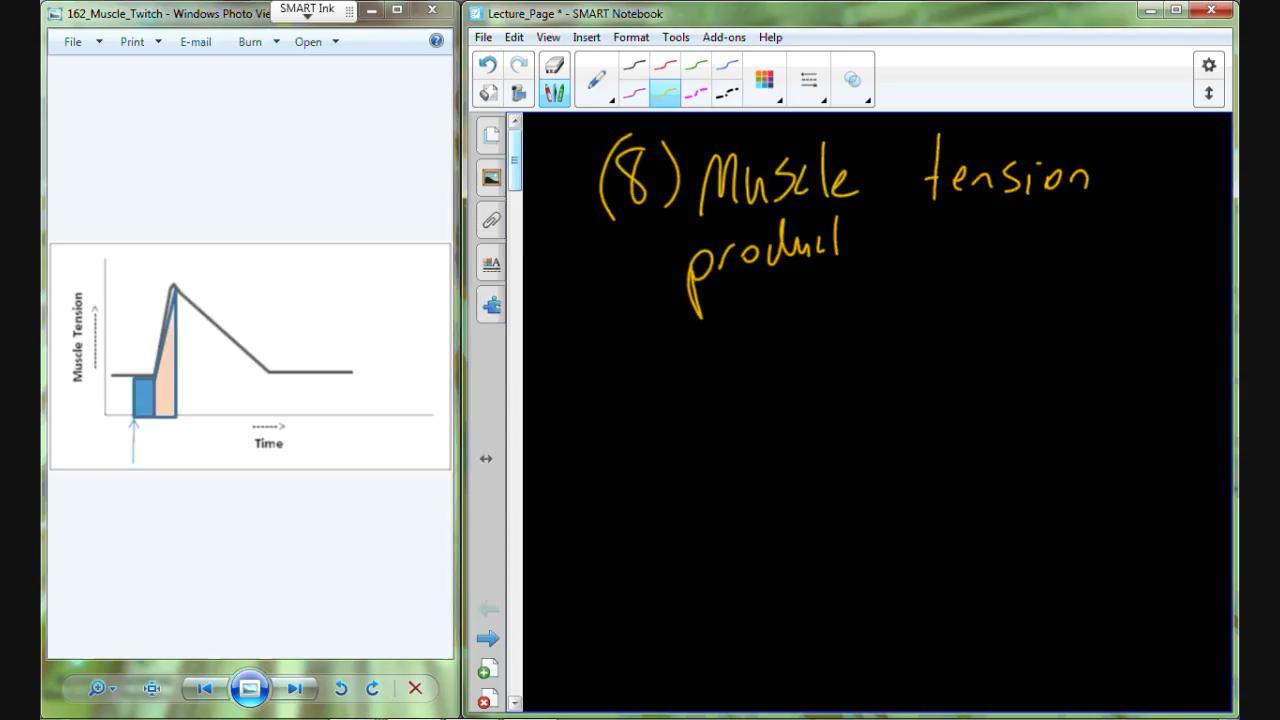 162_Muscle_Twitch - Windows Photo Vie
SMART Ink
File Print E-mail Burn Open
Muscle Tension
Time
Lecture_Page * - SMART Notebook
File Edit View Insert Format Tools Add-ons Help
(8) Muscle tension
product